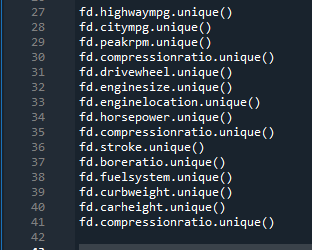 27 fd.highwaympg.unique()
28 fd.citympg.unique()
29 fd.peakrpm.unique()
30 fd.compressionratio.unique()
31 fd.drivewheel.unique()
32 fd.enginesize.unique()
33 fd.enginelocation.unique()
34 fd.horsepower.unique()
35 fd.compressionratio.unique()
36 fd.stroke.unique()
37 fd.boreratio.unique()
38 fd.fuelsystem.unique()
39 fd.curbweight.unique()
40 fd.carheight.unique()
41 fd.compressionratio.unique()
42